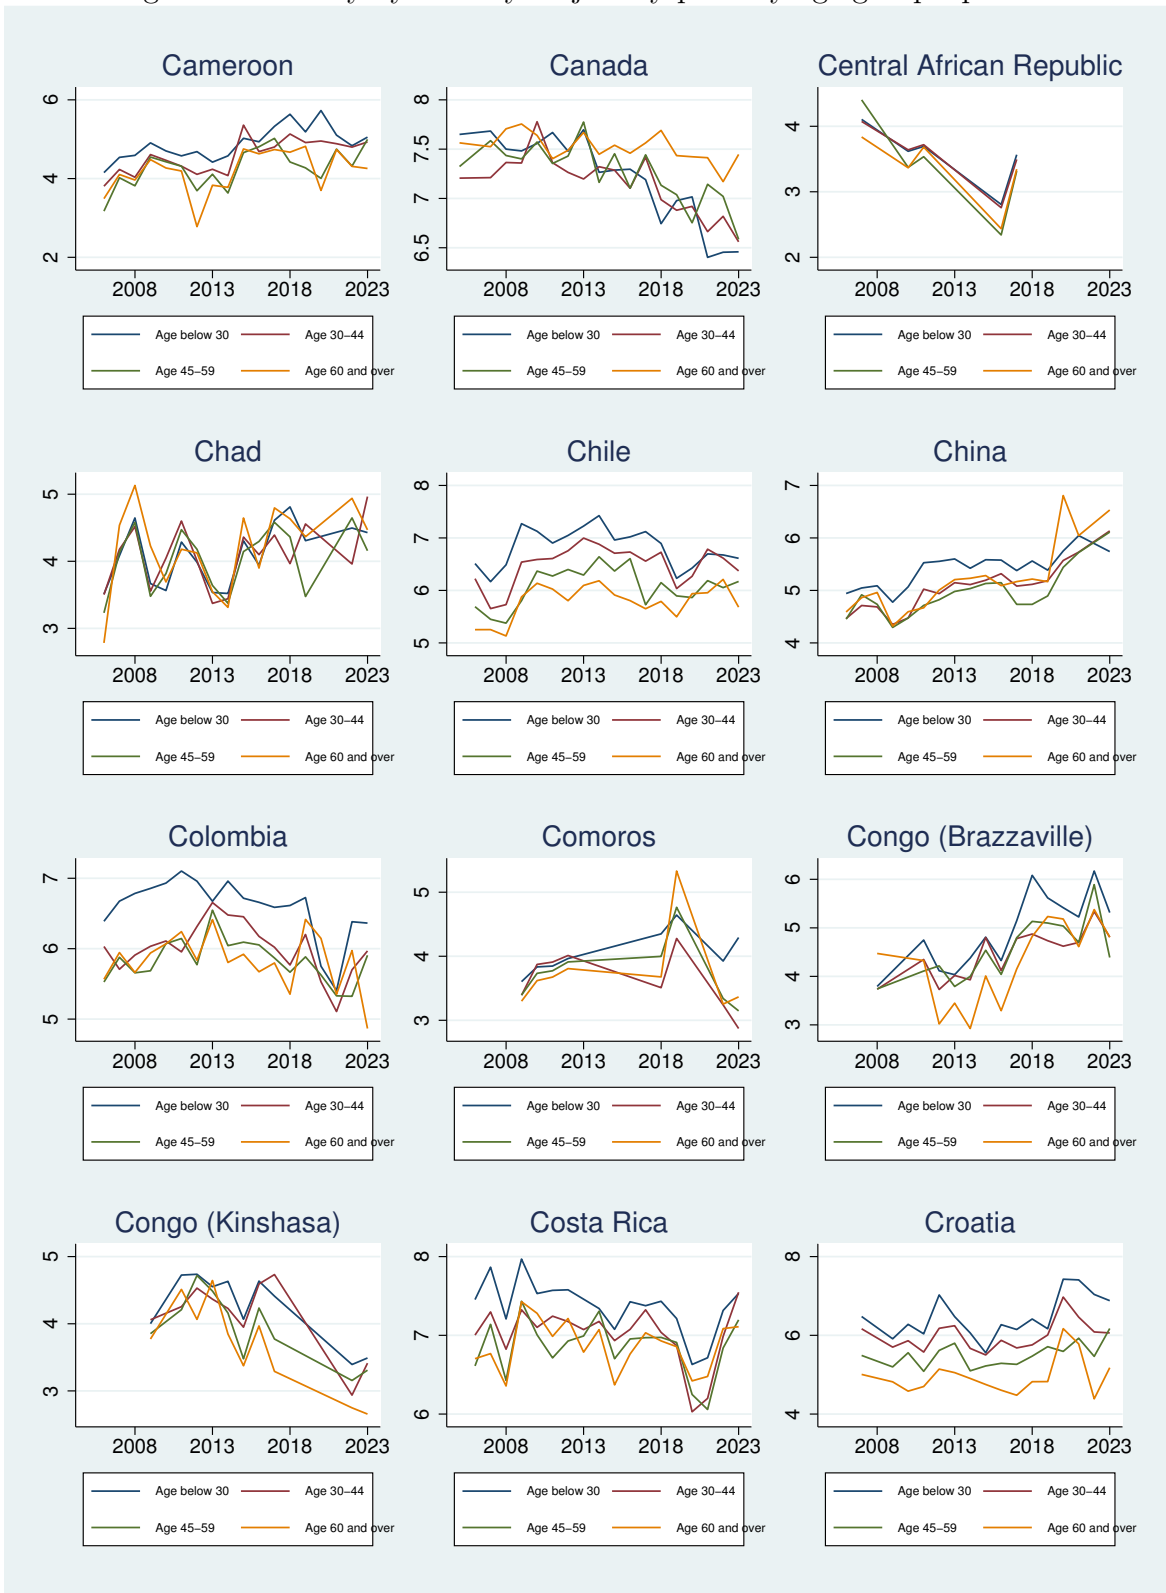 Cameroon Canada Central African Republic
6 8 4
4 7.5 3
2 7 2
6.5
2008 2013 2018 2023 2008 2013 2018 2023 2008 2013 2018 2023
Age below 30 Age 30–44 Age below 30 Age 30–44 Age below 30 Age 30–44
Age 45–59 Age 60 and over Age 45–59 Age 60 and over Age 45–59 Age 60 and over
Chad Chile China
5 8 7
4 7 6
3 6 5
5 4
2008 2013 2018 2023 2008 2013 2018 2023 2008 2013 2018 2023
Age below 30 Age 30–44 Age below 30 Age 30–44 Age below 30 Age 30–44
Age 45–59 Age 60 and over Age 45–59 Age 60 and over Age 45–59 Age 60 and over
Colombia Comoros Congo (Brazzaville)
7 5 6
6 4 5
5 3 4
3
2008 2013 2018 2023 2008 2013 2018 2023 2008 2013 2018 2023
Age below 30 Age 30–44 Age below 30 Age 30–44 Age below 30 Age 30–44
Age 45–59 Age 60 and over Age 45–59 Age 60 and over Age 45–59 Age 60 and over
Congo (Kinshasa) Costa Rica Croatia
5 8 8
4 7 6
3 6 4
2008 2013 2018 2023 2008 2013 2018 2023 2008 2013 2018 2023
Age below 30 Age 30–44 Age below 30 Age 30–44 Age below 30 Age 30–44
Age 45–59 Age 60 and over Age 45–59 Age 60 and over Age 45–59 Age 60 and over